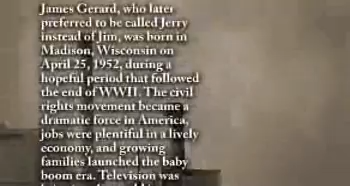 James Gerard, who later
preferred to be called Jerry
instead of Jim, was born in
Madison, Wisconsin on
April 25, 1952, during a
hopeful period that followed
the end of WWII. The civil
rights movement became a
dramatic force in America,
jobs were plentiful in a lively
economy, and growing
families launched the baby
boom era. Television was